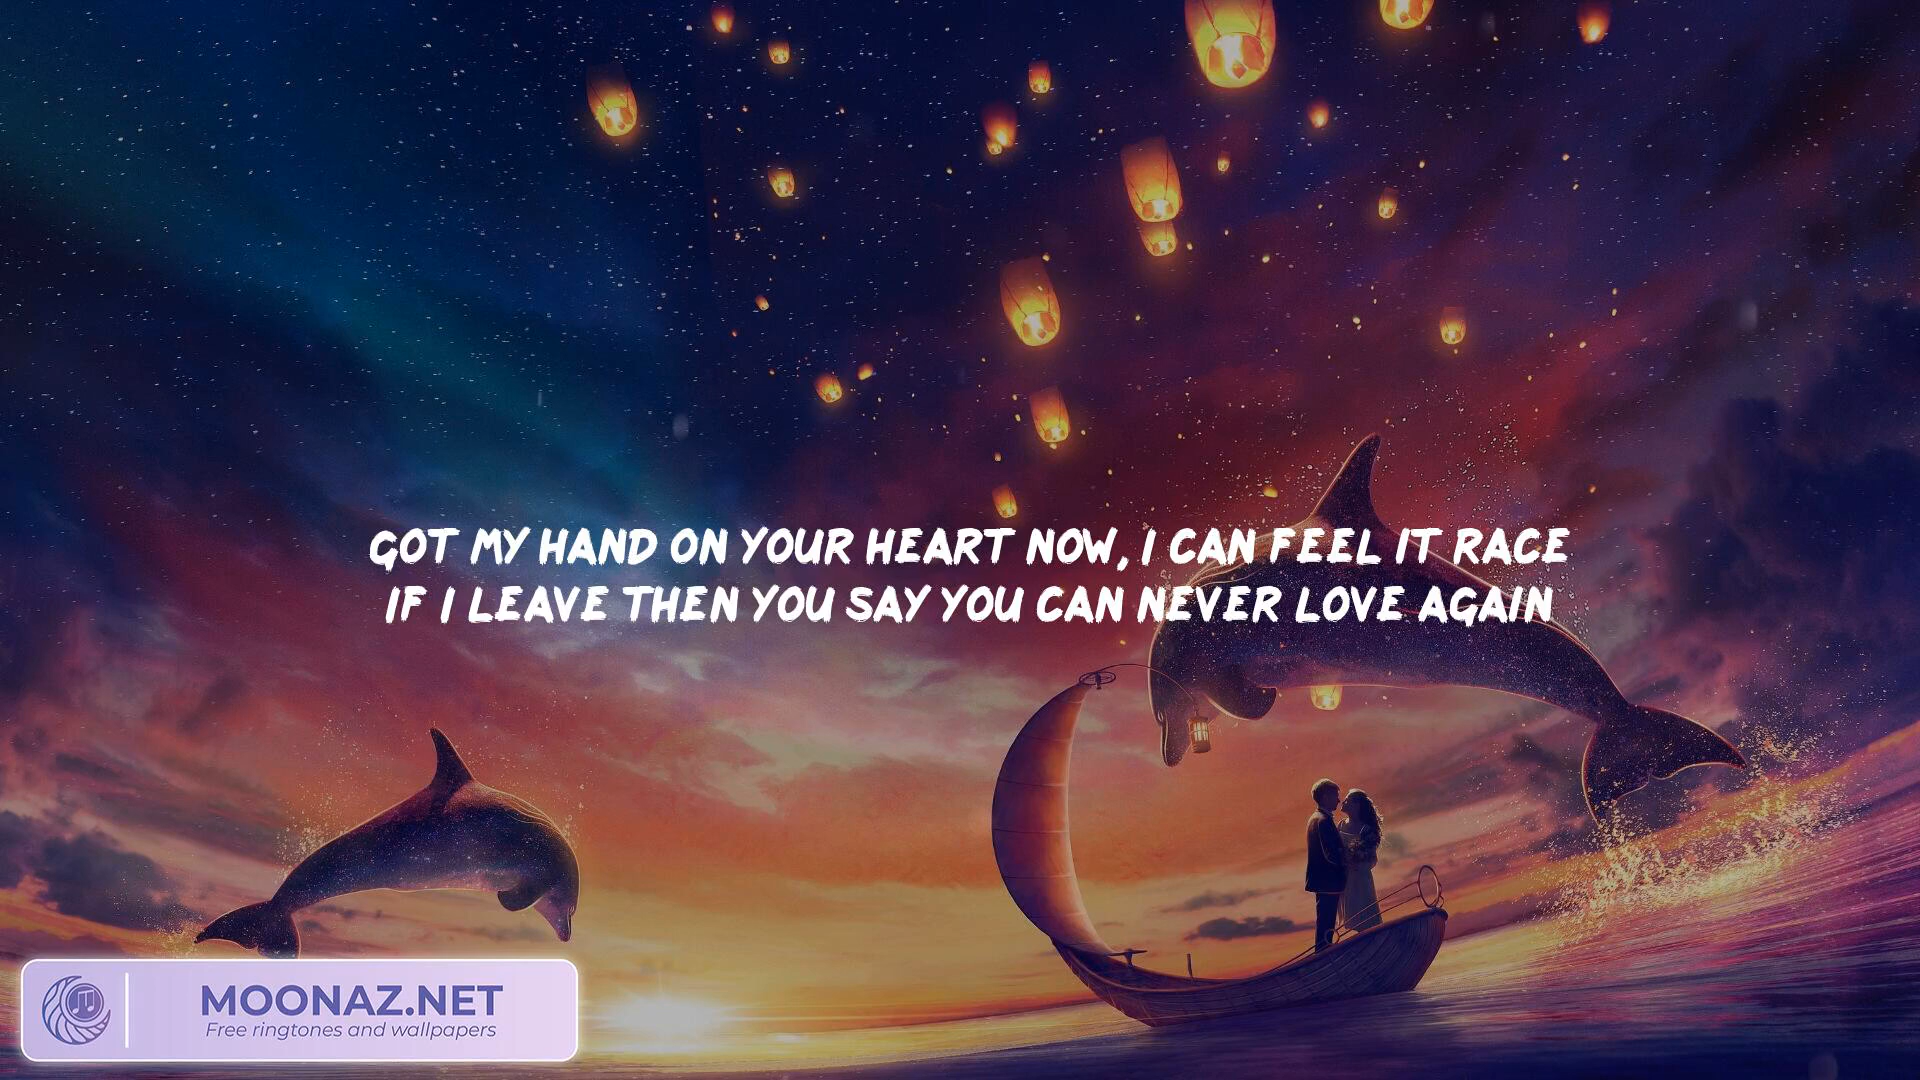 GOT MY HAND ON YOUR HEART NOW, I CAN FEEL IT RACE
IF I LEAVE THEN YOU SAY YOU CAN NEVER LOVE AGAIN
MOONAZ.NET
Free ringtones and wallpapers